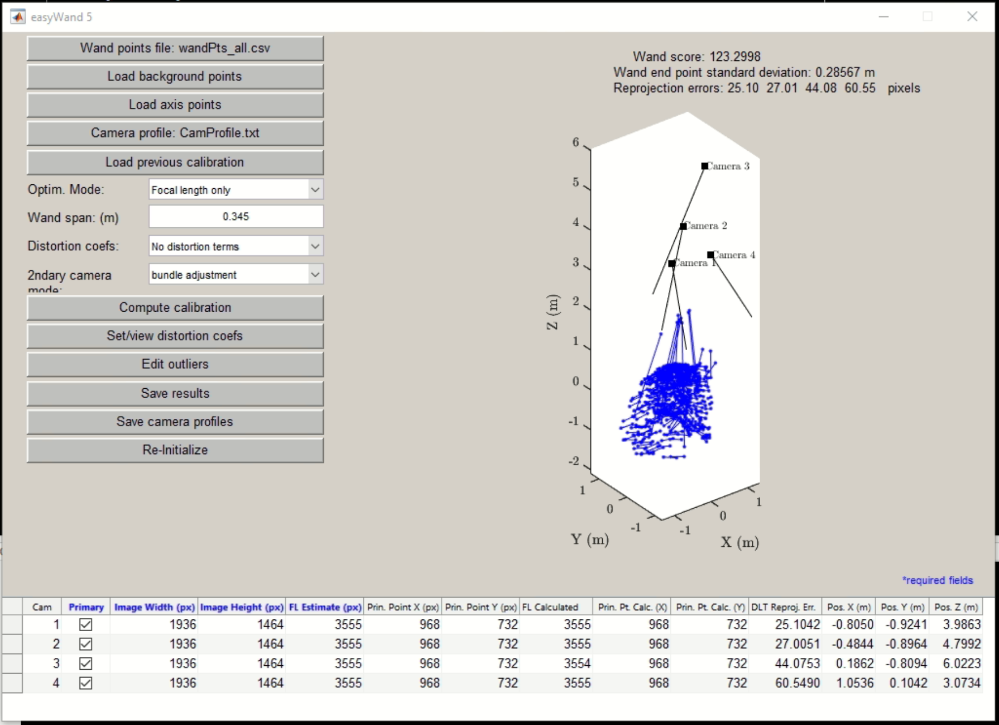 easyWand 5
Wand points file: wandPts_all.csv
Load background points
Load axis points
Camera profile: CamProfile.txt
Load previous calibration
Optim. Mode: Focal length only
Wand span: (m) 0.345
Distortion coefs: No distortion terms
2ndary camera mode: bundle adjustment
Compute calibration
Set/view distortion coefs
Edit outliers
Save results
Save camera profiles
Re-Initialize
Wand score: 123.2998
Wand end point standard deviation: 0.28567 m
Reprojection errors: 25.10 27.01 44.08 60.55 pixels
6
5
4
3
2
1
0
-1
-2
Z (m)
Camera 3
Camera 2
Camera 4
Camera 1
1
0
-1
Y (m)
-1
0
1
X (m)
*required fields
Cam Primary Image Width (px) Image Height (px) FL Estimate (px) Prin. Point X (px) Prin. Point Y (px) FL Calculated Prin. Pt. Calc. (X) Prin. Pt. Calc. (Y) DLT Reproj. Err. Pos. X (m) Pos. Y (m) Pos. Z (m)
1 1936 1464 3555 968 732 3555 968 732 25.1042 -0.8050 -0.9241 3.9863
2 1936 1464 3555 968 732 3555 968 732 27.0051 -0.4844 -0.8964 4.7992
3 1936 1464 3555 968 732 3554 968 732 44.0753 0.1862 -0.8094 6.0223
4 1936 1464 3555 968 732 3555 968 732 60.5490 1.0536 0.1042 3.0734